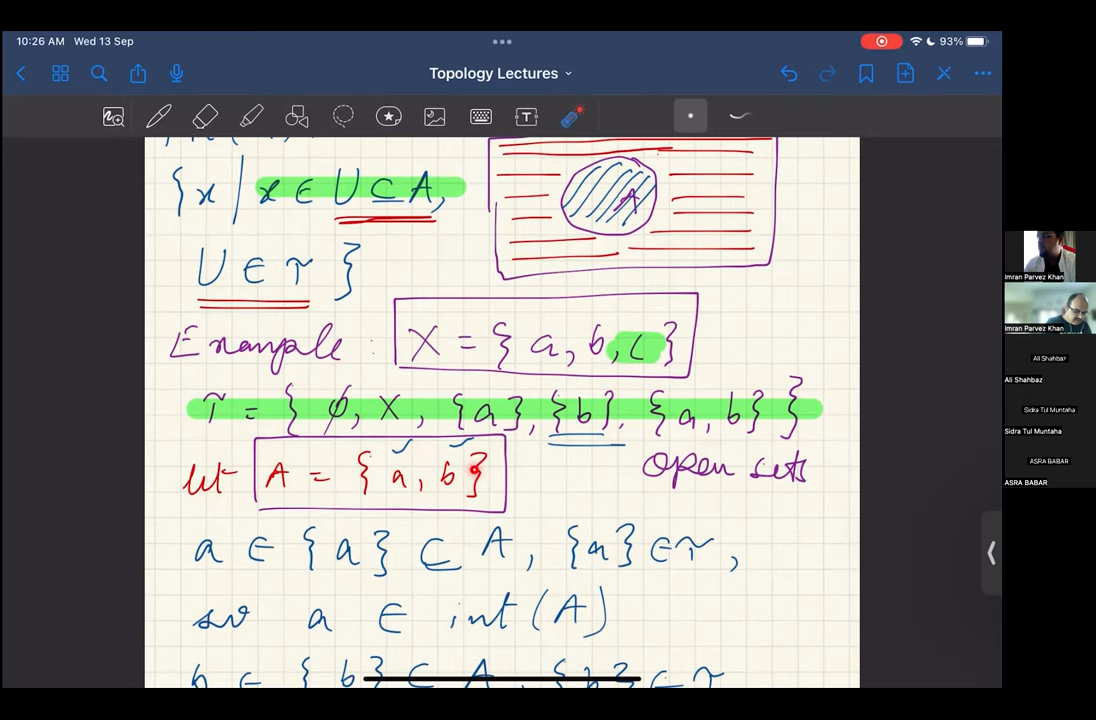 10:26 AM Wed 13 Sep
93%
Topology Lectures
{x | x ∈ U ⊆ A,
A
U ∈ τ }
Example : X = { a, b, c }
τ = { φ, X, {a}, {b}, {a, b} }
let A = { a, b }
open sets
a ∈ { a } ⊆ A, {a} ∈ τ,
so a ∈ int(A)
b ∈ { b } ⊆ A, {b} ∈ τ
Imran Parvez Khan
Imran Parvez Khan
Ali Shahbaz
Ali Shahbaz
Sidra Tul Muntaha
Sidra Tul Muntaha
ASRA BABAR
ASRA BABAR